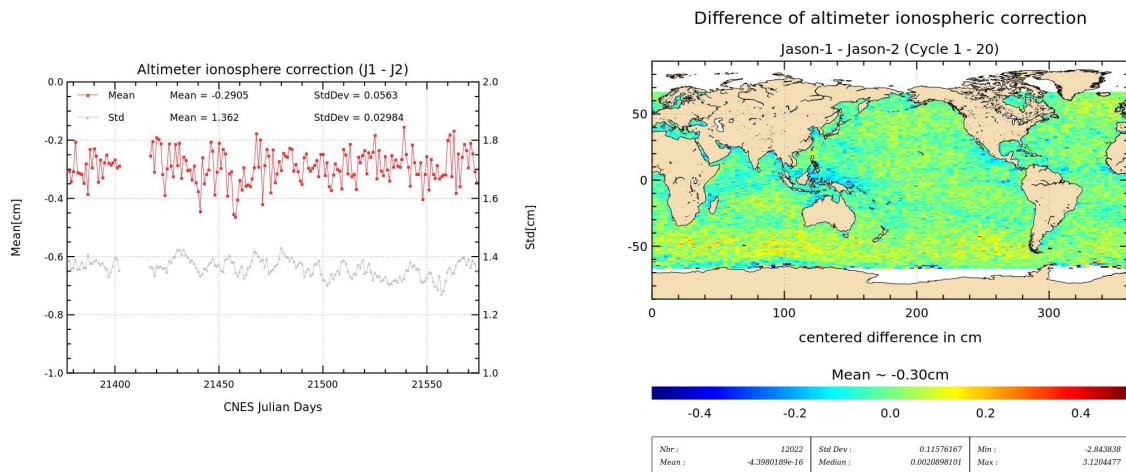 Altimeter ionosphere correction (J1 - J2)
0.0
-0.2
-0.4
-0.6
-0.8
-1.0
Mean[cm]
Mean Mean = -0.2905 StdDev = 0.0563
Std Mean = 1.362 StdDev = 0.02984
2.0
1.8
1.6
1.4
1.2
1.0
Std[cm]
21400 21450 21500 21550
CNES Julian Days
Difference of altimeter ionospheric correction
Jason-1 - Jason-2 (Cycle 1 - 20)
50
0
-50
0 100 200 300
centered difference in cm
Mean ~ -0.30cm
-0.4 -0.2 0.0 0.2 0.4
Nbr : 12022 Std Dev : 0.11576167 Min : -2.843838
Mean : -4.3980189e-16 Median : 0.0020898101 Max : 3.1204477